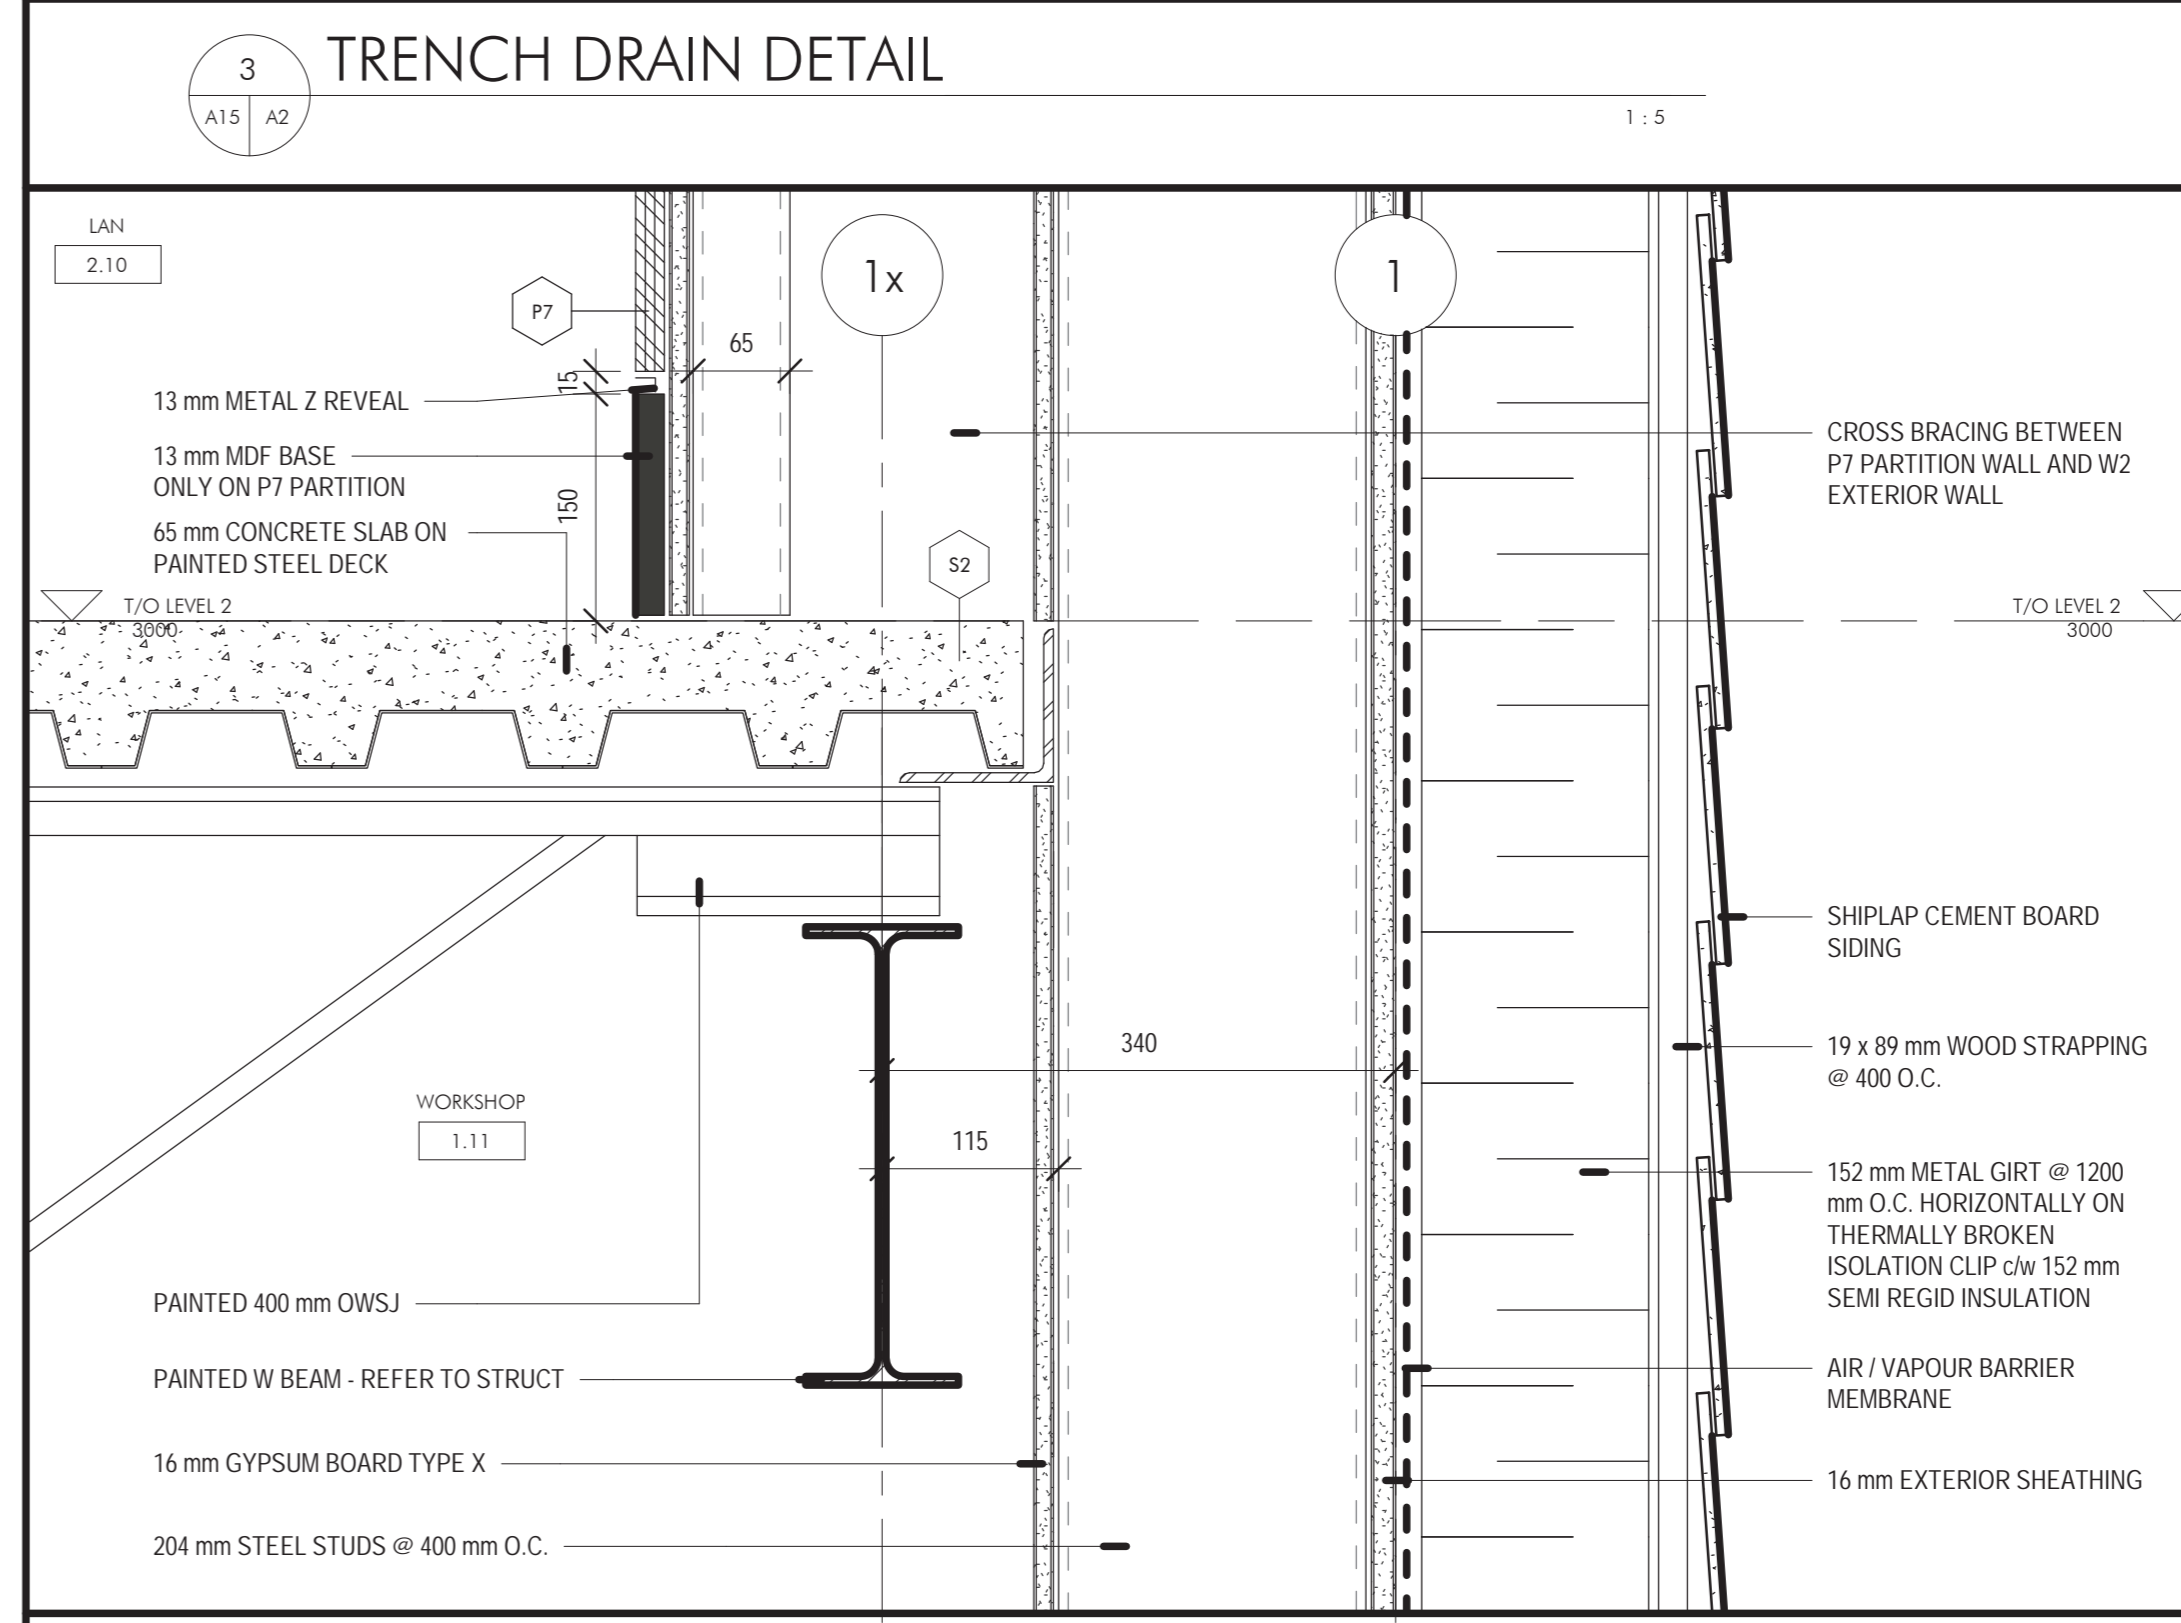 3
TRENCH DRAIN DETAIL
A15 A2
1 : 5
LAN
2.10
P7
1x
1
65
15
150
13 mm METAL Z REVEAL
13 mm MDF BASE
ONLY ON P7 PARTITION
65 mm CONCRETE SLAB ON
PAINTED STEEL DECK
S2
T/O LEVEL 2
3000
CROSS BRACING BETWEEN
P7 PARTITION WALL AND W2
EXTERIOR WALL
T/O LEVEL 2
3000
SHIPLAP CEMENT BOARD
SIDING
340
19 x 89 mm WOOD STRAPPING
@ 400 O.C.
WORKSHOP
1.11
115
152 mm METAL GIRT @ 1200
mm O.C. HORIZONTALLY ON
THERMALLY BROKEN
ISOLATION CLIP c/w 152 mm
SEMI REGID INSULATION
PAINTED 400 mm OWSJ
PAINTED W BEAM - REFER TO STRUCT
AIR / VAPOUR BARRIER
MEMBRANE
16 mm GYPSUM BOARD TYPE X
16 mm EXTERIOR SHEATHING
204 mm STEEL STUDS @ 400 mm O.C.